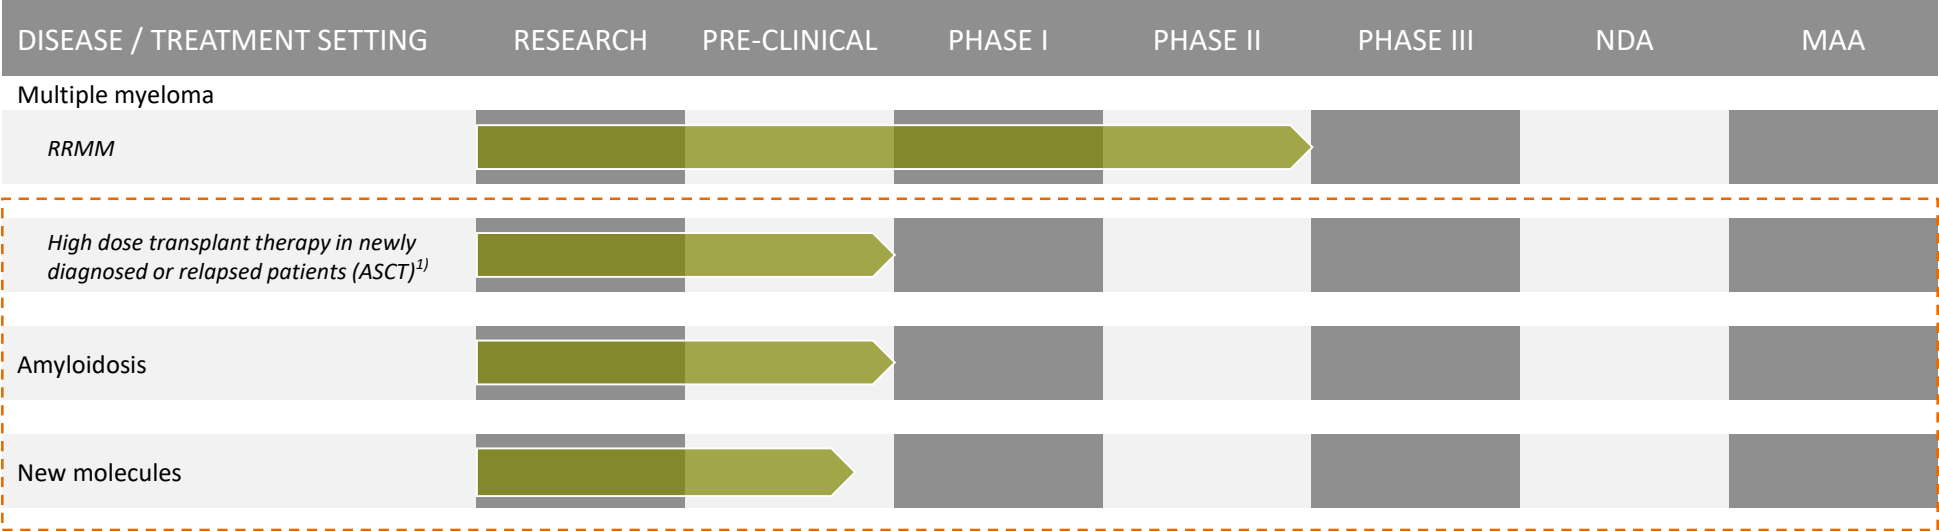 DISEASE / TREATMENT SETTING RESEARCH PRE-CLINICAL PHASE I PHASE II PHASE III NDA MAA
Multiple myeloma
RRMM
High dose transplant therapy in newly
diagnosed or relapsed patients (ASCT)1)
Amyloidosis
New molecules